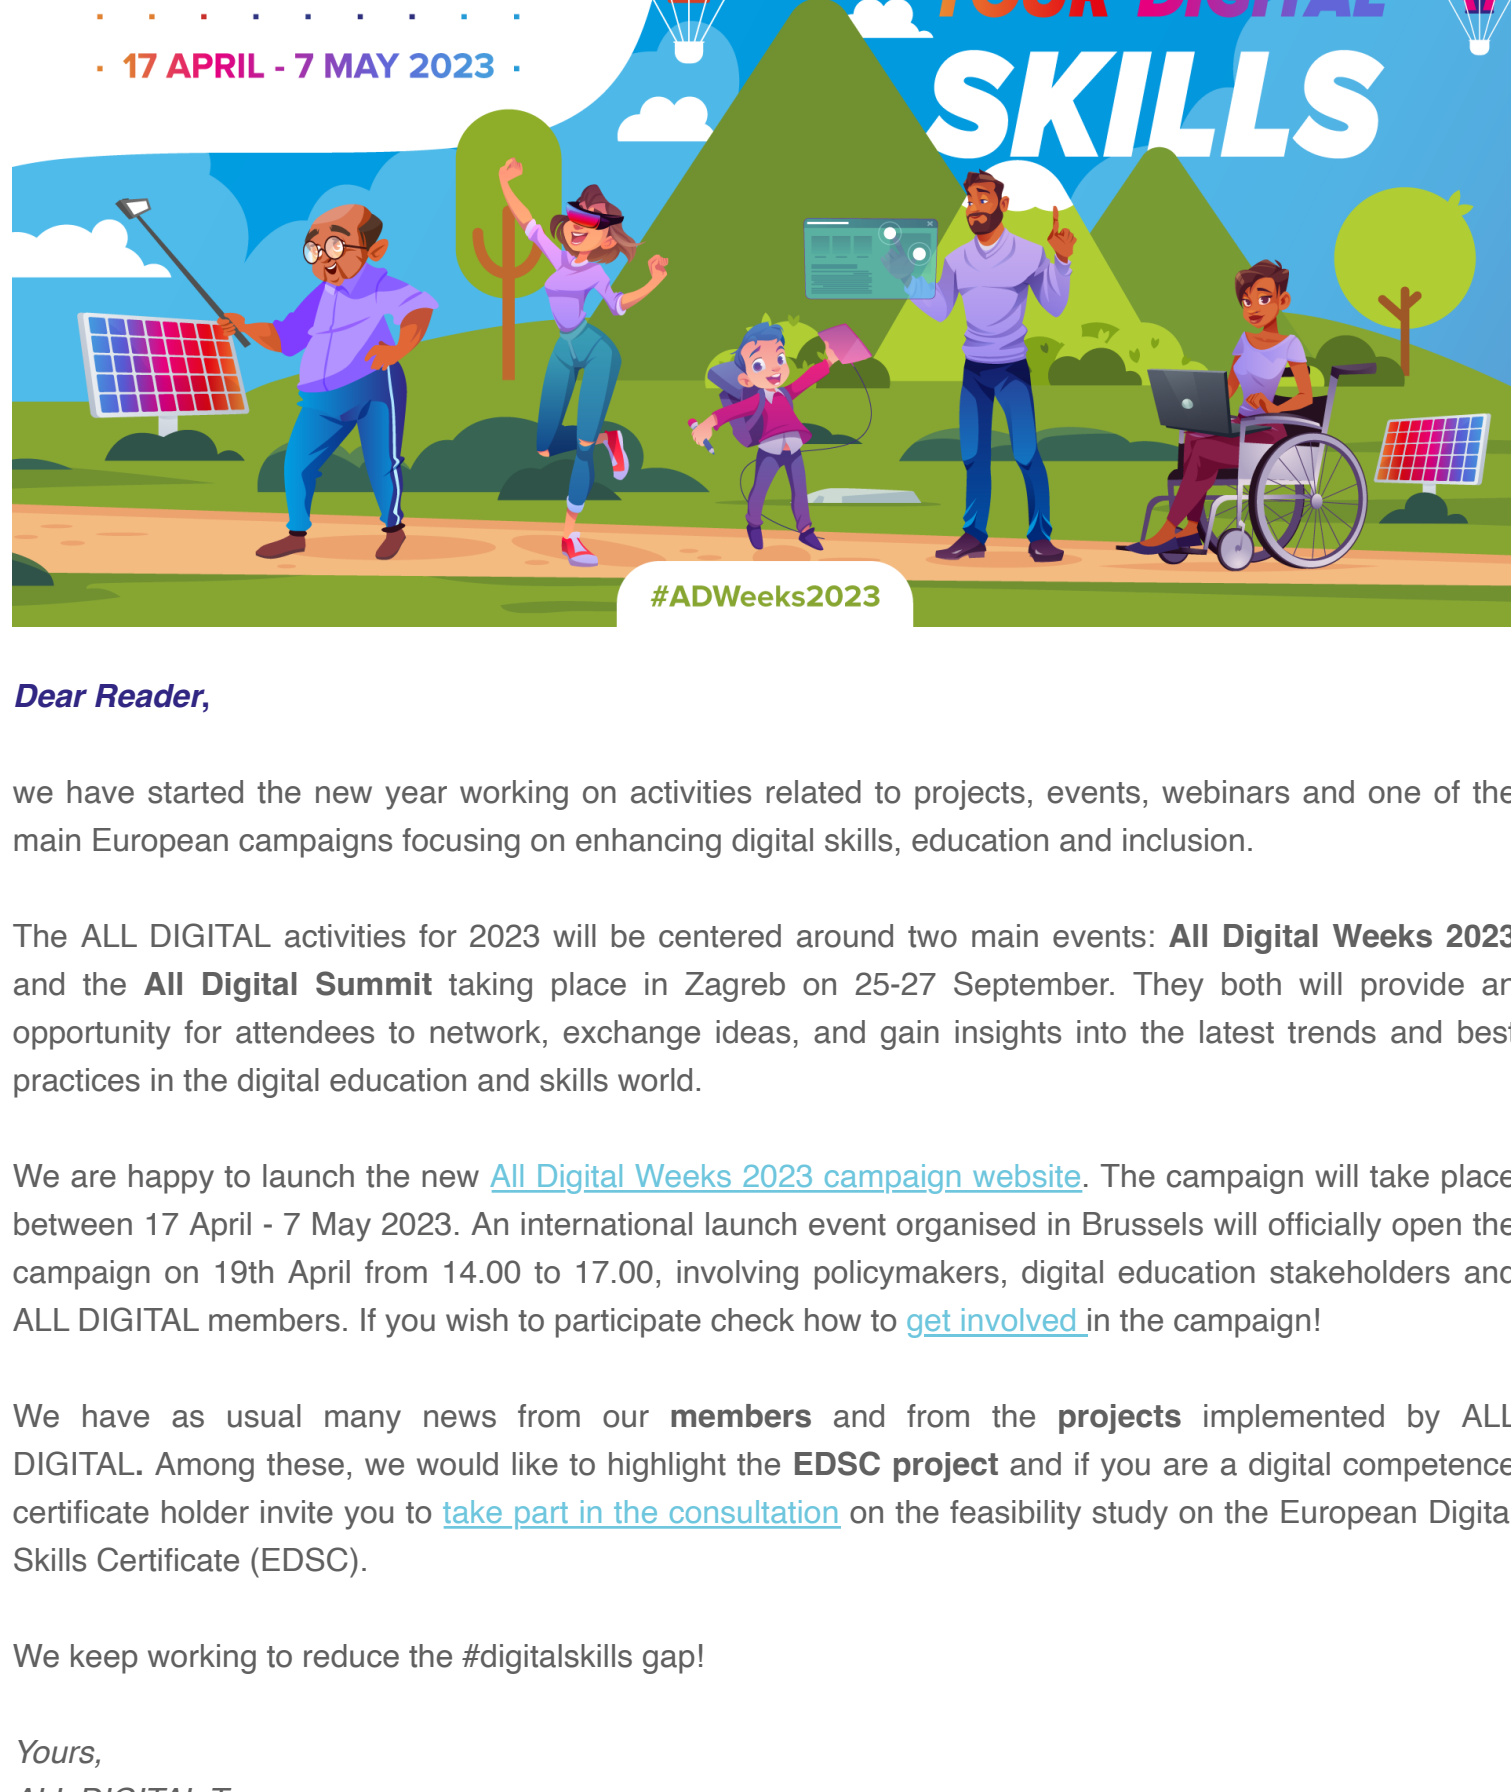 YOUR DIGITAL
17 APRIL - 7 MAY 2023
SKILLS
#ADWeeks2023
Dear Reader,
we have started the new year working on activities related to projects, events, webinars and one of the
main European campaigns focusing on enhancing digital skills, education and inclusion.
The ALL DIGITAL activities for 2023 will be centered around two main events: All Digital Weeks 2023
and the All Digital Summit taking place in Zagreb on 25-27 September. They both will provide an
opportunity for attendees to network, exchange ideas, and gain insights into the latest trends and best
practices in the digital education and skills world.
We are happy to launch the new All Digital Weeks 2023 campaign website. The campaign will take place
between 17 April - 7 May 2023. An international launch event organised in Brussels will officially open the
campaign on 19th April from 14.00 to 17.00, involving policymakers, digital education stakeholders and
ALL DIGITAL members. If you wish to participate check how to get involved in the campaign!
We have as usual many news from our members and from the projects implemented by ALL
DIGITAL. Among these, we would like to highlight the EDSC project and if you are a digital competence
certificate holder invite you to take part in the consultation on the feasibility study on the European Digital
Skills Certificate (EDSC).
We keep working to reduce the #digitalskills gap!
Yours,
ALL DIGITAL